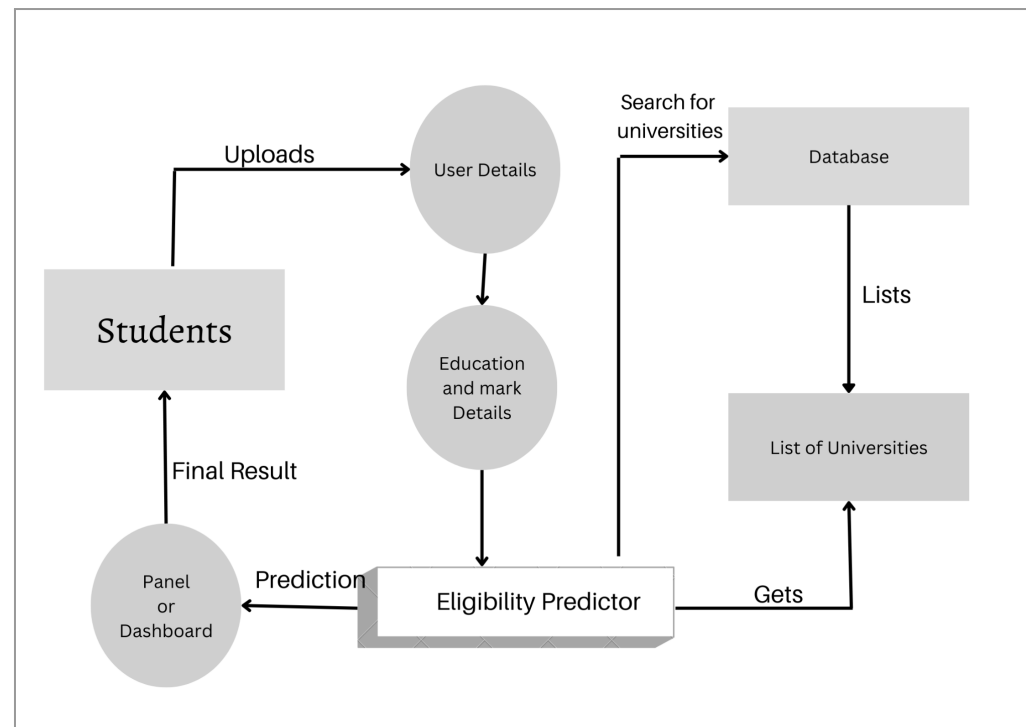 Search for
universities
Uploads
User Details
Database
Lists
Students
Education
and mark
Details
List of Universities
Final Result
Panel
or
Dashboard
Prediction
Eligibility Predictor
Gets